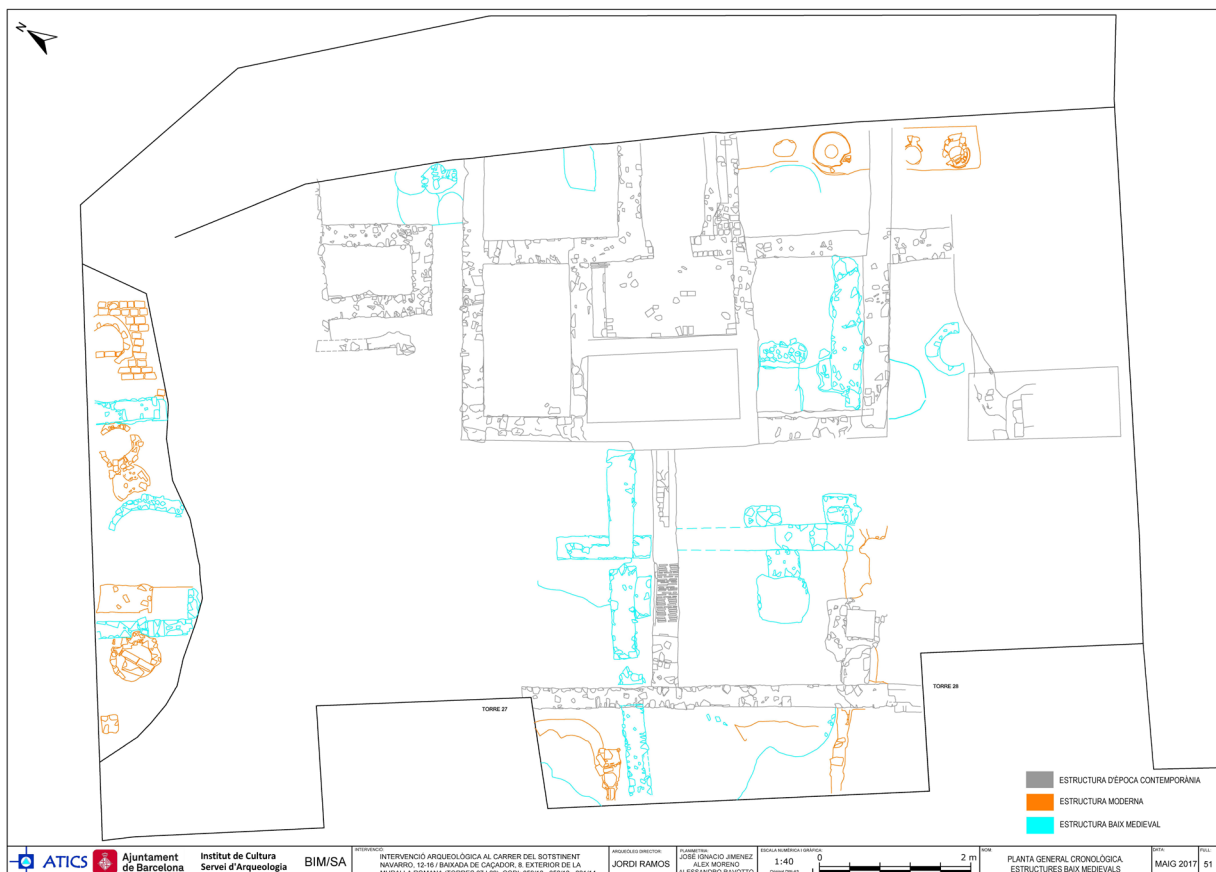 N
TORRE 28
TORRE 27
ESTRUCTURA D'ÈPOCA CONTEMPORÀNIA
ESTRUCTURA MODERNA
ESTRUCTURA BAIX MEDIEVAL
ATICS
Ajuntament
de Barcelona
Institut de Cultura
Servei d'Arqueologia
BIM/SA
INTERVENCIÓ:
INTERVENCIÓ ARQUEOLÒGICA AL CARRER DEL SOTSTINENT
NAVARRO, 12-16 / BAIXADA DE CAÇADOR, 8. EXTERIOR DE LA
ARQUEÒLEG DIRECTOR:
JORDI RAMOS
PLANIMETRIA:
JOSÉ IGNACIO JIMENEZ
ALEX MORENO
ESCALA NUMÈRICA I GRÀFICA:
1:40
0
2 m
NOM
PLANTA GENERAL CRONOLÒGICA.
ESTRUCTURES BAIX MEDIEVALS
DATA:
MAIG 2017
FULL:
51